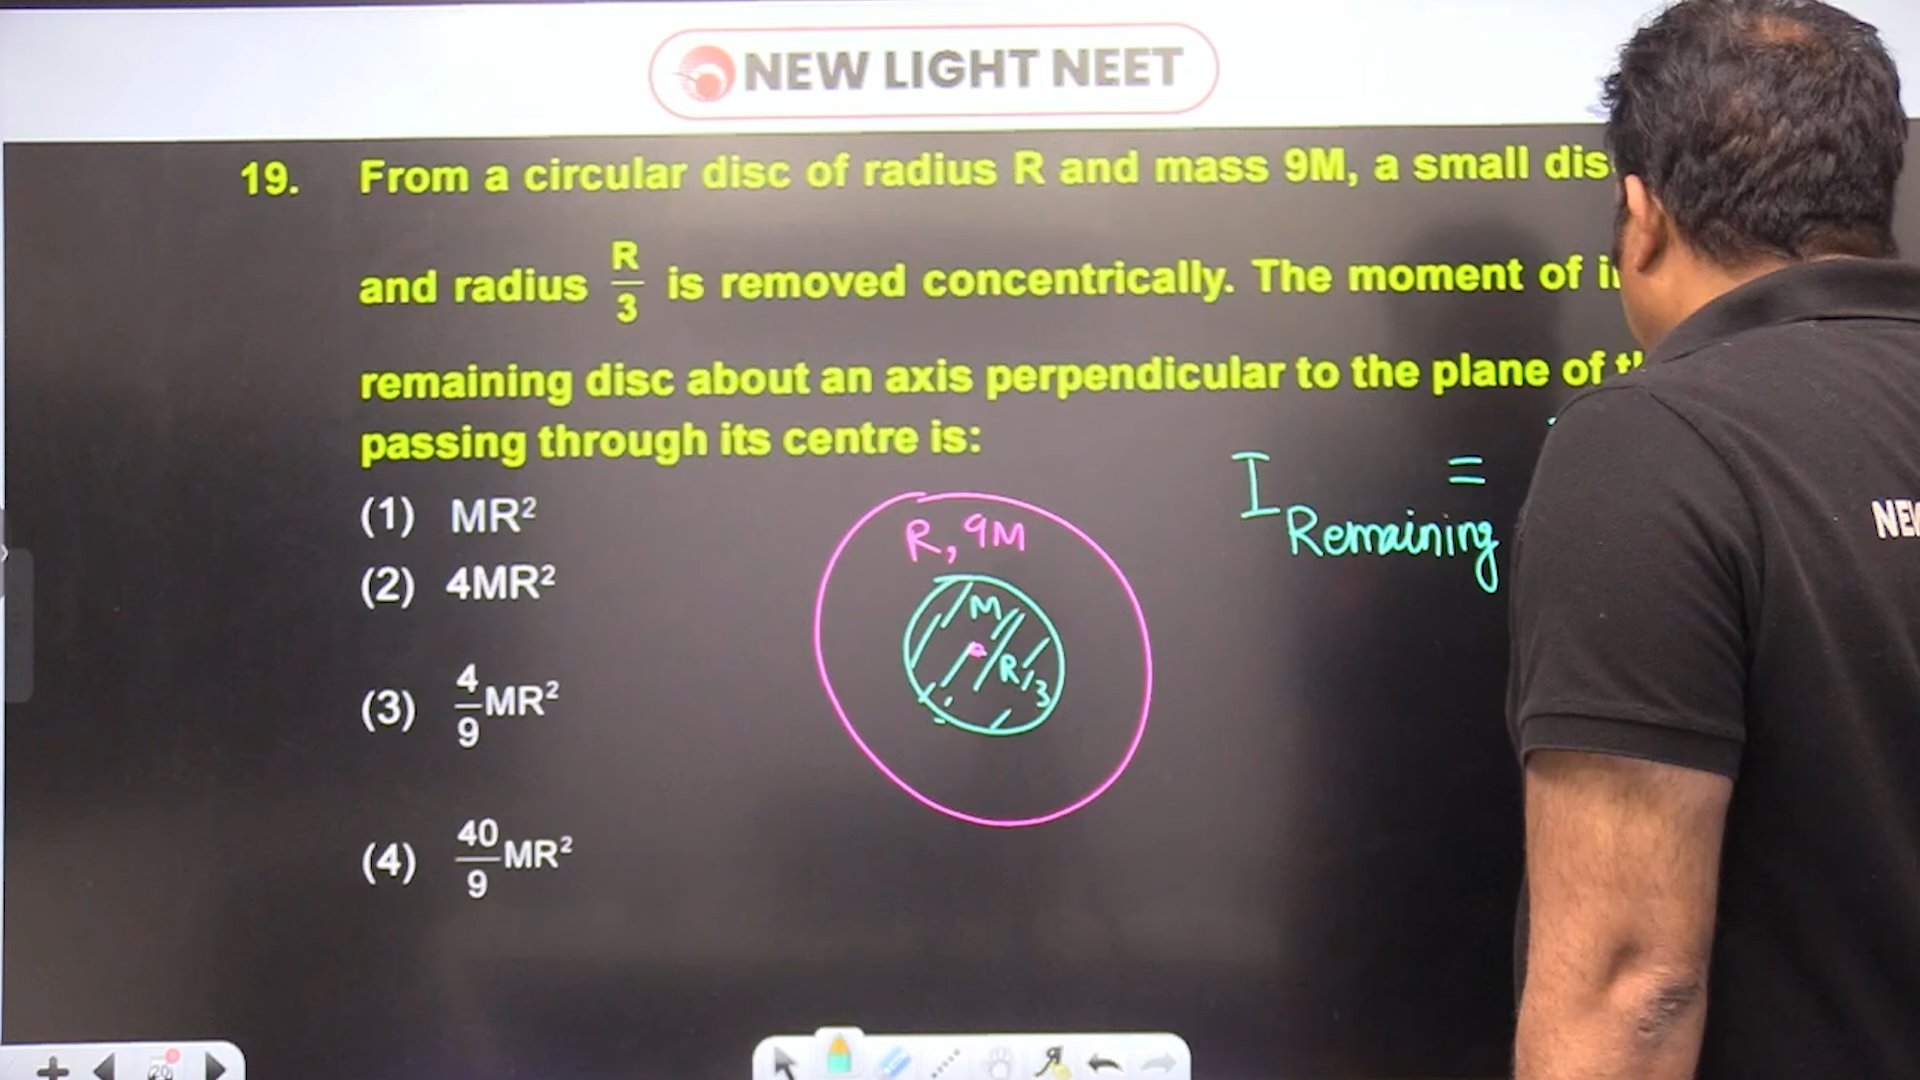 NEW LIGHT NEET
19. From a circular disc of radius R and mass 9M, a small
and radius R/3 is removed concentrically. The moment of
remaining disc about an axis perpendicular to the plane of
passing through its centre is:
(1) MR²
(2) 4MR²
(3) 4/9 MR²
(4) 40/9 MR²
R, 9M
M
R/3
I Remaining =